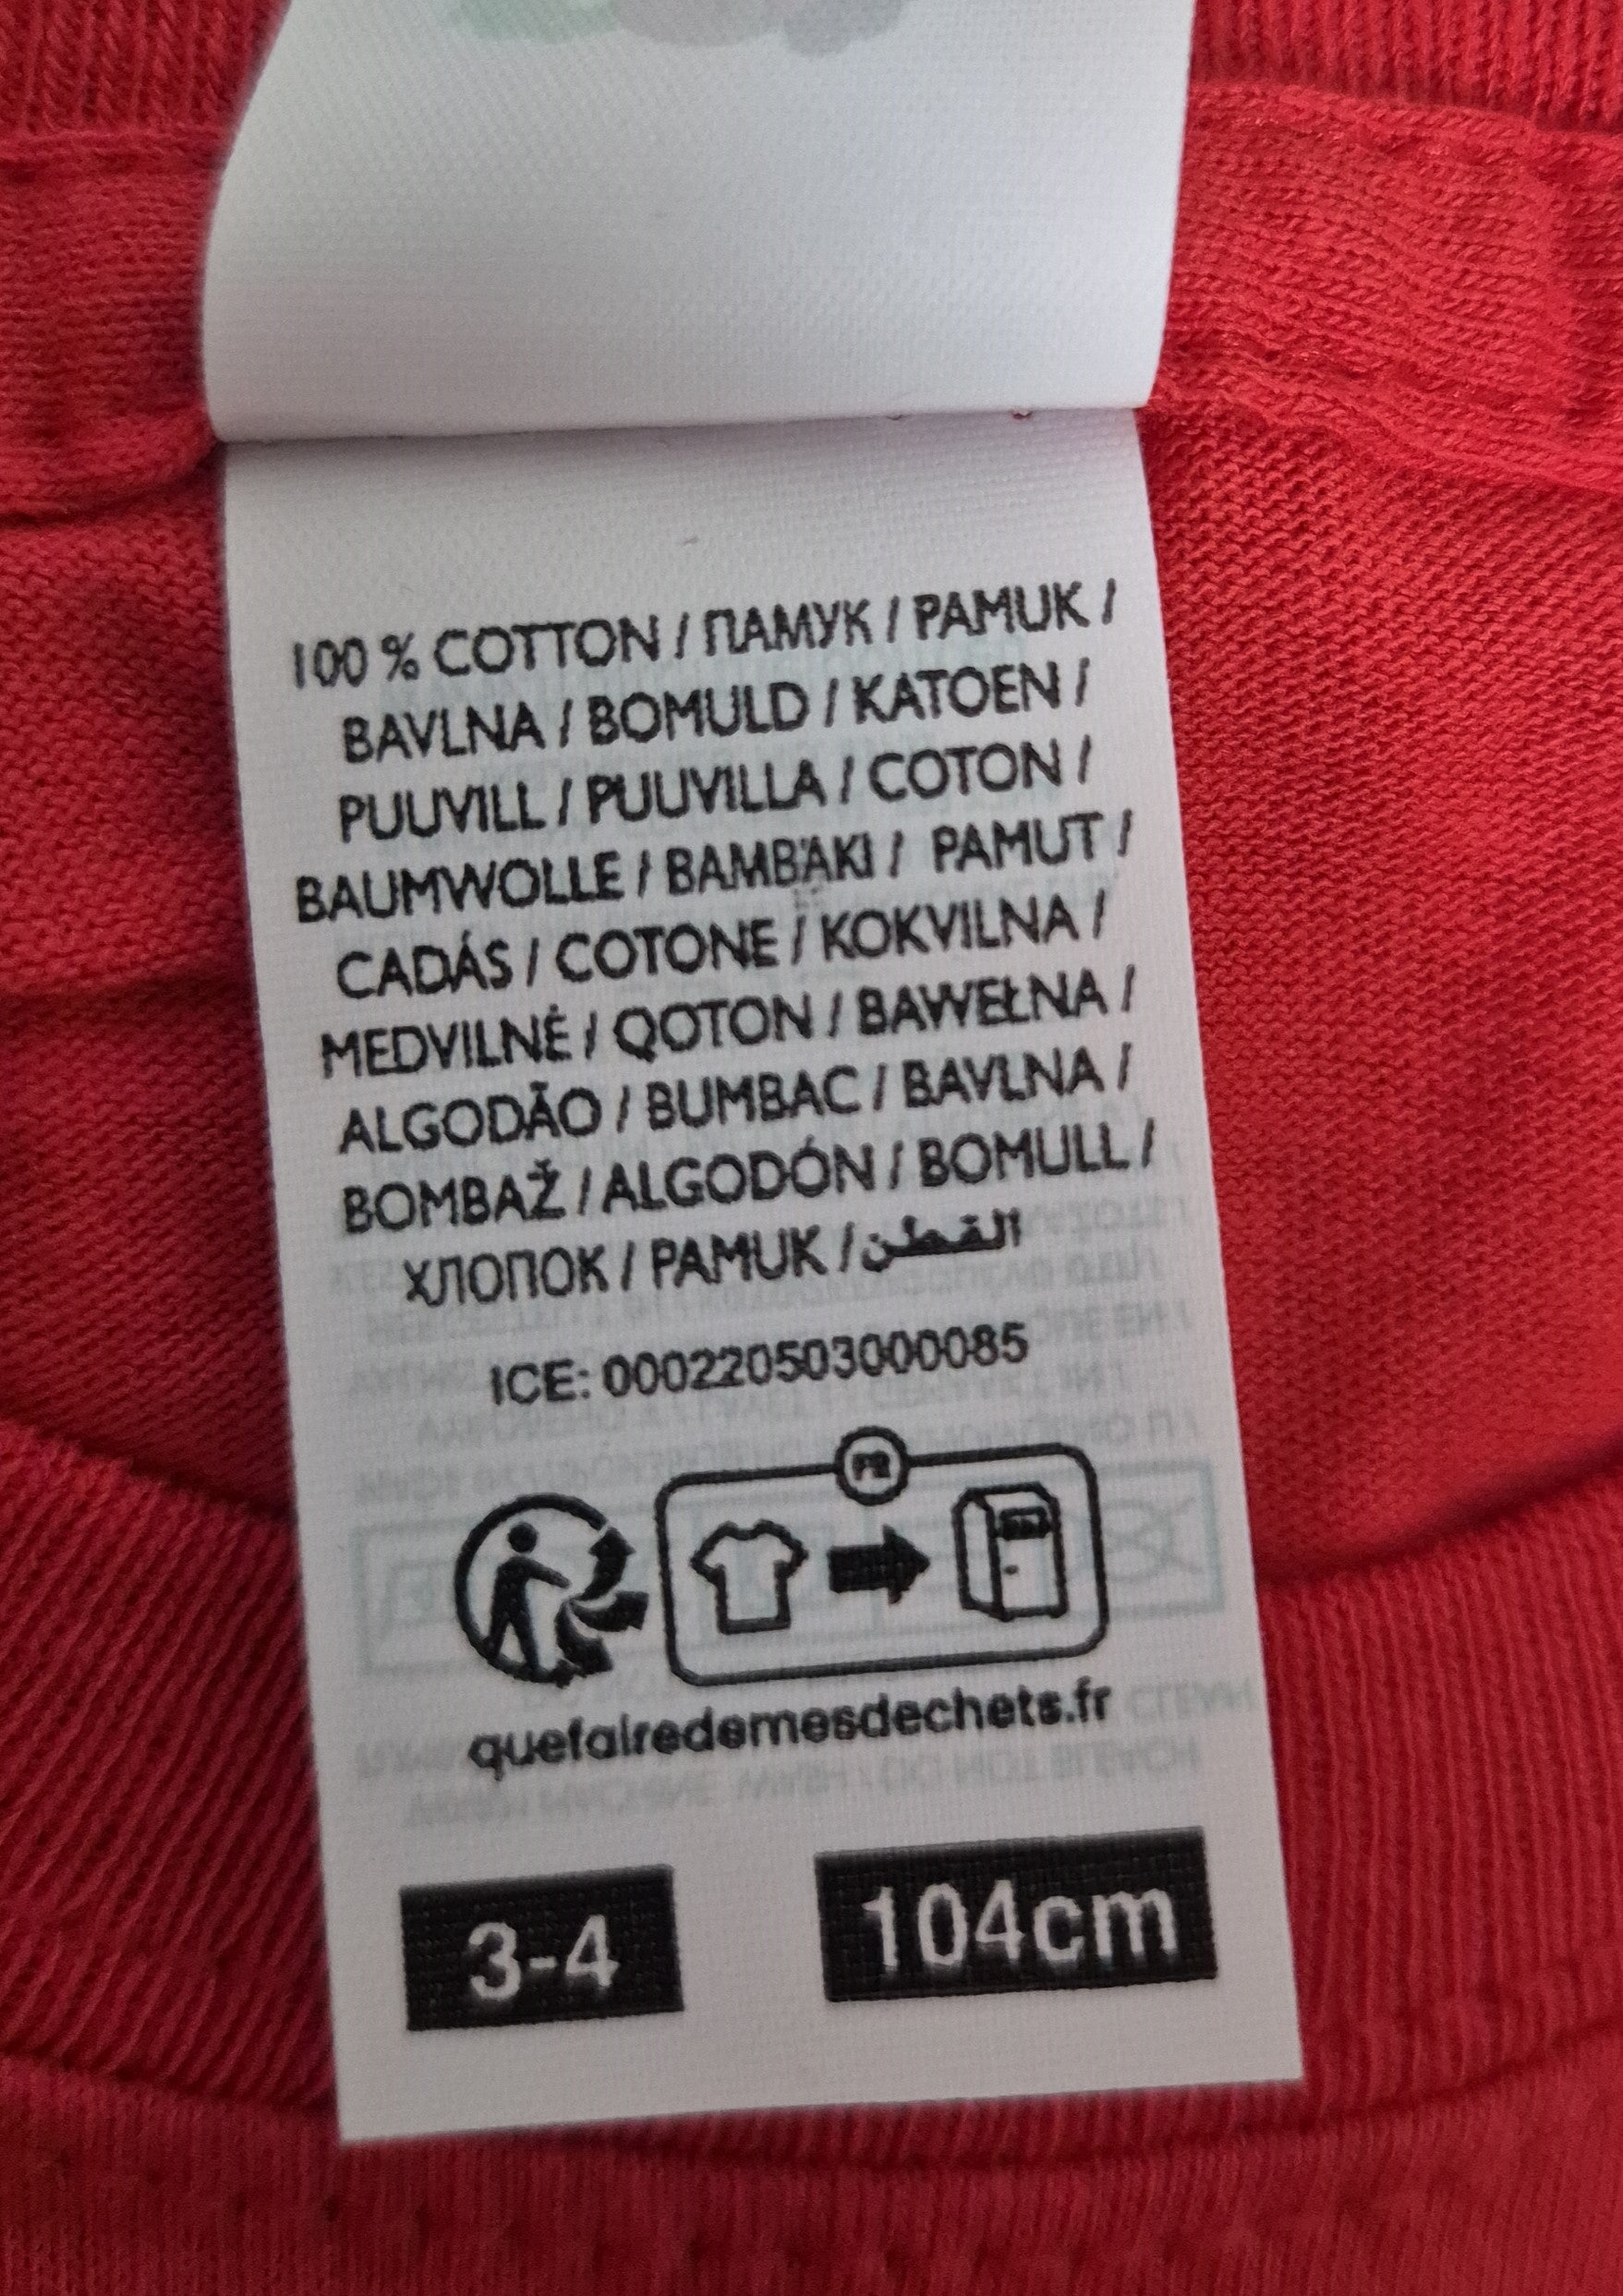 100 % COTTON / ПАМУК / PAMUK /
BAVLNA / BOMULD / KATOEN /
PUUVILL / PUUVILLA / COTON /
BAUMWOLLE / ΒΑΜΒΆΚΙ / PAMUT /
CADÁS / COTONE / KOKVILNA /
MEDVILNĖ / QOTON / BAWEŁNA /
ALGODÃO / BUMBAC / BAVLNA /
BOMBAŽ / ALGODÓN / BOMULL /
ХЛОПОК / PAMUK / القطن
ICE: 000220503000085
FR
quefairedemesdechets.fr
3-4 104cm